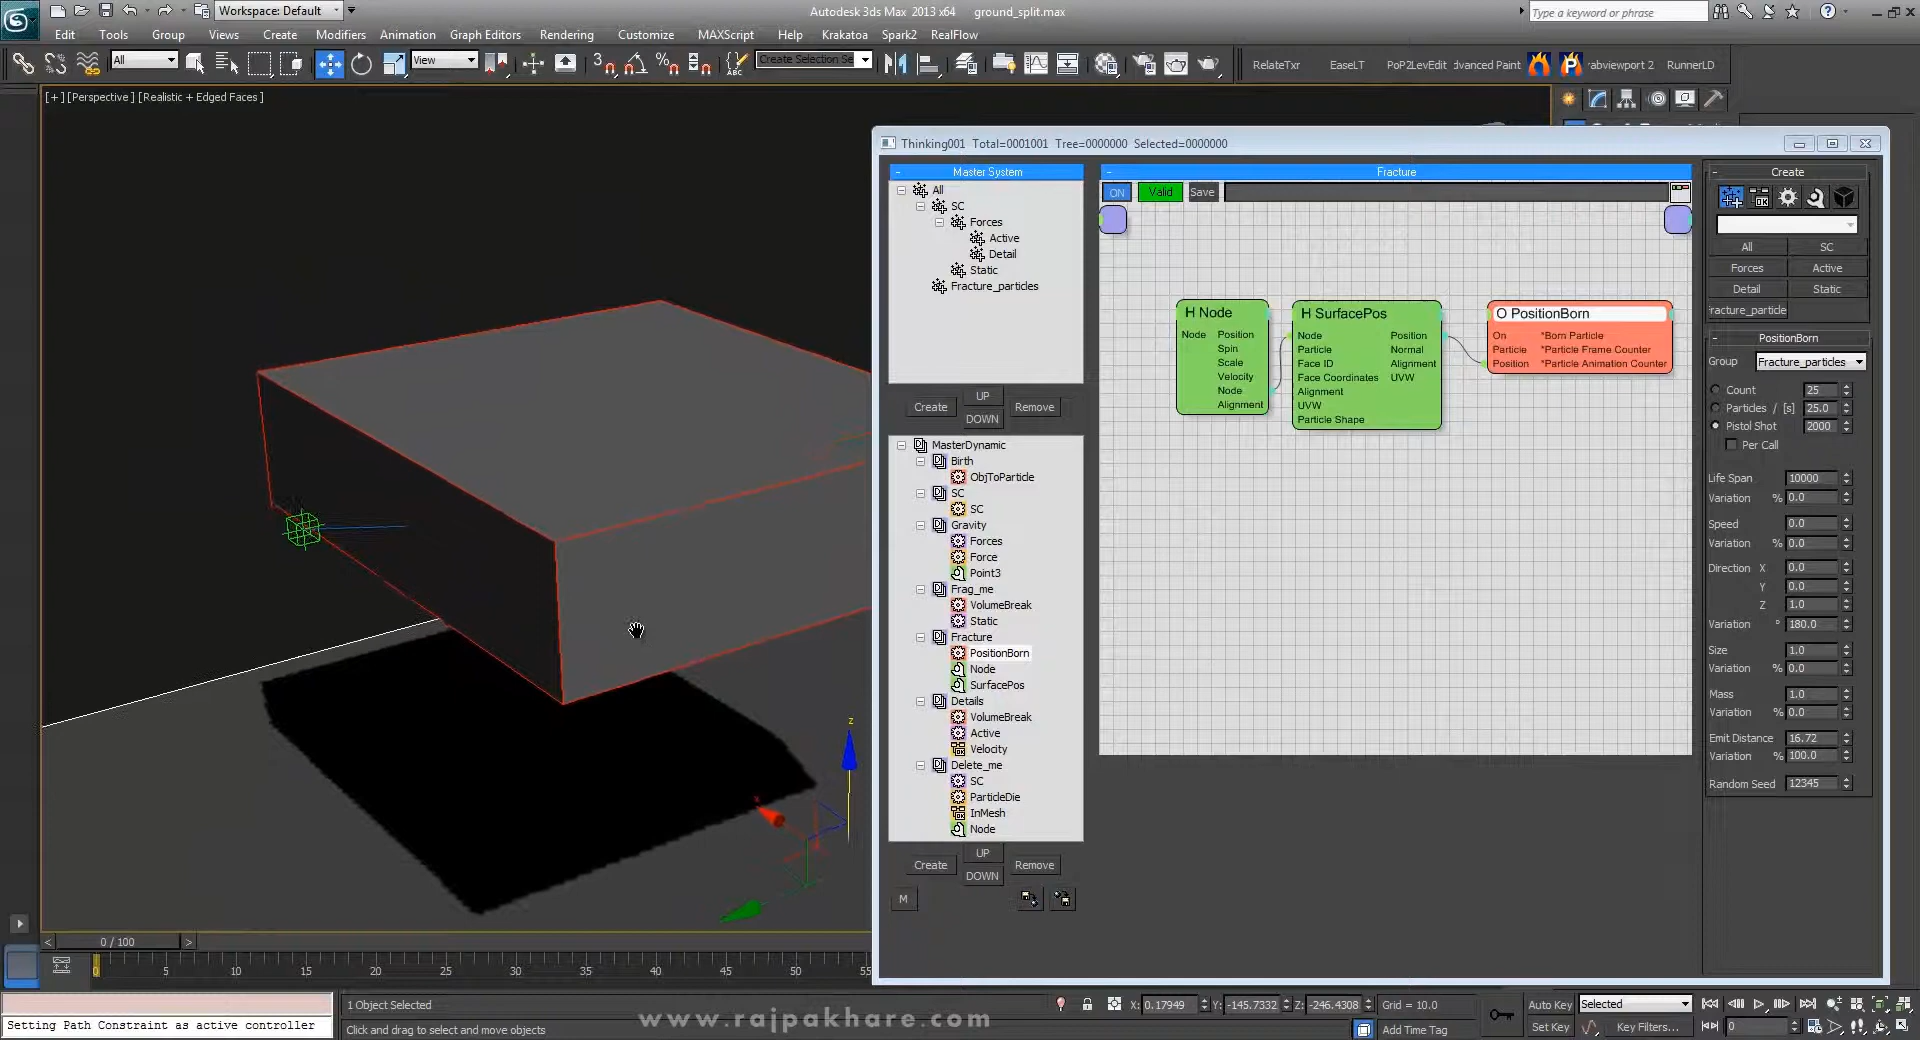 Workspace: Default
Autodesk 3ds Max 2013 x64 ground_split.max
Type a keyword or phrase
Edit Tools Group Views Create Modifiers Animation Graph Editors Rendering Customize MAXScript Help Krakatoa Spark2 RealFlow
All View Create Selection Se RelateTxr EaseLT PoP2LevEdit dvanced Paint rabviewport 2 RunnerLD
[+] [Perspective] [Realistic + Edged Faces]
Thinking001 Total=0001001 Tree=0000000 Selected=0000000
Master System
All
SC
Forces
Active
Detail
Static
Fracture_particles
Create UP DOWN Remove
MasterDynamic
Birth
ObjToParticle
SC
SC
Gravity
Forces
Force
Point3
Frag_me
VolumeBreak
Static
Fracture
PositionBorn
Node
SurfacePos
Details
VolumeBreak
Active
Velocity
Delete_me
SC
ParticleDie
InMesh
Node
Create UP DOWN Remove
M
Fracture
ON Valid Save
H Node
Node Position
Spin
Scale
Velocity
Node
Alignment
H SurfacePos
Node Position
Particle Normal
Face ID Alignment
Face Coordinates UVW
Alignment
UVW
Particle Shape
O PositionBorn
On *Born Particle
Particle *Particle Frame Counter
Position *Particle Animation Counter
Create
All SC
Forces Active
Detail Static
racture_particle
PositionBorn
Group Fracture_particles
Count 25
Particles / [s] 25.0
Pistol Shot 2000
Per Call
Life Span 10000
Variation % 0.0
Speed 0.0
Variation % 0.0
Direction X 0.0
Y 0.0
Z 1.0
Variation ° 180.0
Size 1.0
Variation % 0.0
Mass 1.0
Variation % 0.0
Emit Distance 16.72
Variation % 100.0
Random Seed 12345
z
x
< 0 / 100 >
0 5 10 15 20 25 30 35 40 45 50 55
Setting Path Constraint as active controller
1 Object Selected
Click and drag to select and move objects
www.rajpakhare.com
X: 0.17949 Y: -145.7332 Z: -246.4308 Grid = 10.0
Add Time Tag
Auto Key Selected
Set Key Key Filters... 0